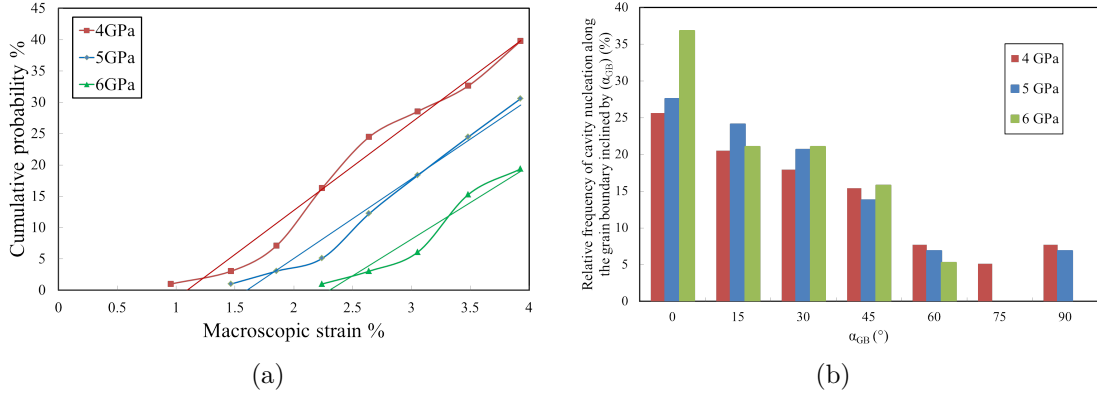 45
40
35
30
25
20
15
10
5
0
Cumulative probability %
4GPa
5GPa
6GPa
0 0.5 1 1.5 2 2.5 3 3.5 4
Macroscopic strain %
(a)
40
35
30
25
20
15
10
5
0
Relative frequency of cavity nucleation along
the grain boundary inclined by (αGB) (%)
4 GPa
5 GPa
6 GPa
0 15 30 45 60 75 90
αGB (°)
(b)